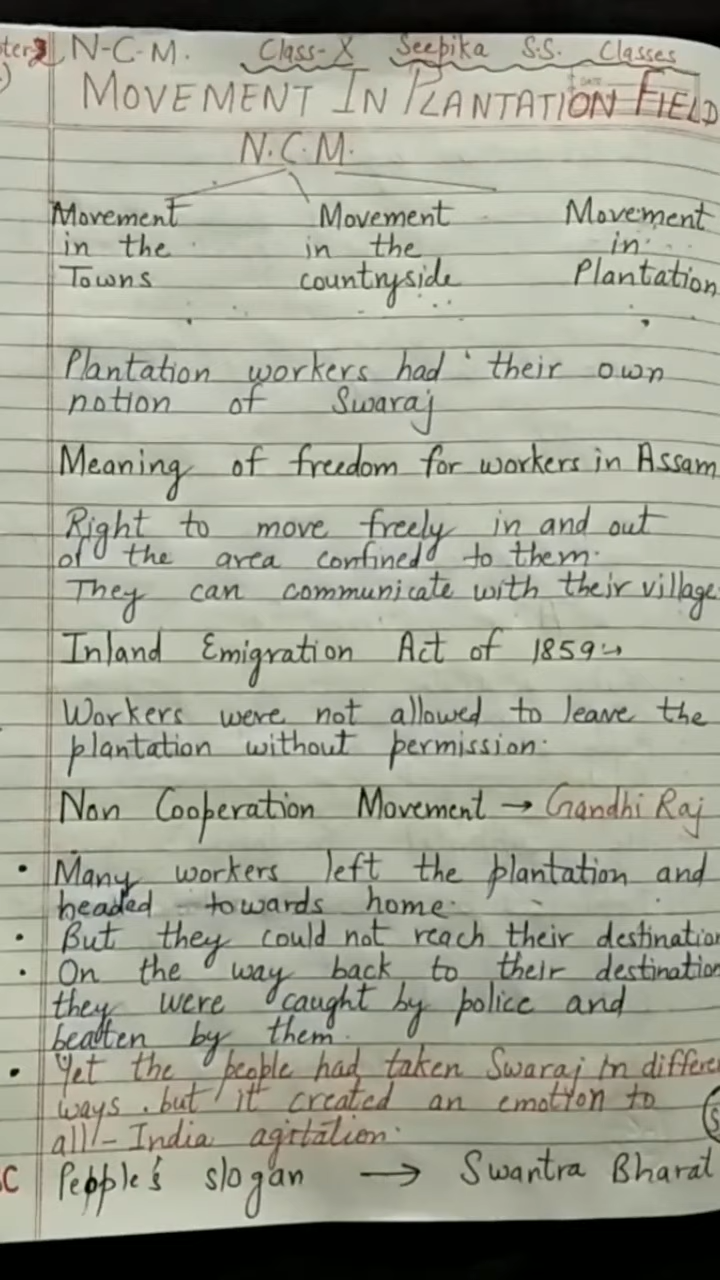 N-C-M. Class-X Seepika S.S. Classes
MOVEMENT IN PLANTATION FIELD
N.C.M.
Movement in the Towns
Movement in the countryside
Movement in Plantation
Plantation workers had their own
notion of Swaraj
Meaning of freedom for workers in Assam
Right to move freely in and out
of the area confined to them.
They can communicate with their village
Inland Emigration Act of 1859
Workers were not allowed to leave the
plantation without permission.
Non Cooperation Movement → Gandhi Raj
• Many workers left the plantation and
headed towards home.
• But they could not reach their destination
• On the way back to their destination
they were caught by police and
beatten by them.
• Yet the people had taken Swaraj in differe
ways. but it created an emotion to
all-India agitation.
People's slogan → Swantra Bharat